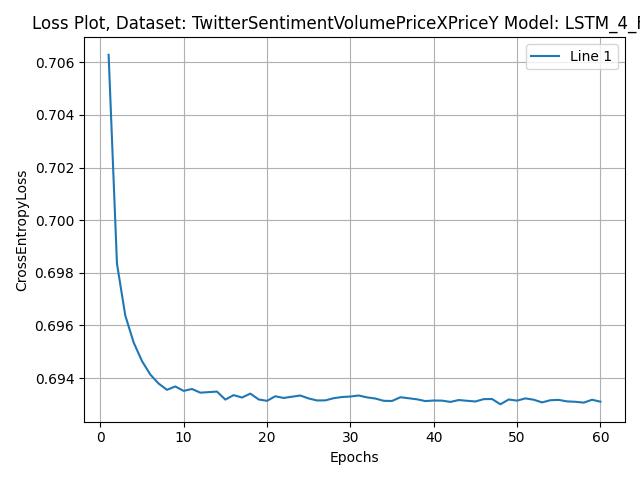 Loss Plot, Dataset: TwitterSentimentVolumePriceXPriceY Model: LSTM_4_
Line 1
0.706
0.704
0.702
0.700
0.698
0.696
0.694
CrossEntropyLoss
0 10 20 30 40 50 60
Epochs